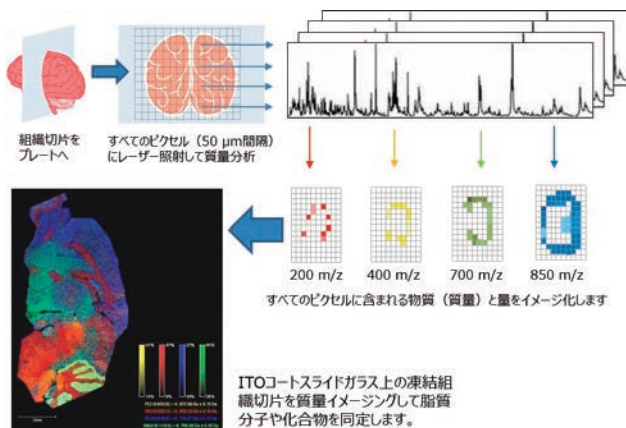 組織切片を
プレートへ
すべてのピクセル（50 μm間隔）
にレーザー照射して質量分析
200 m/z
400 m/z
700 m/z
850 m/z
すべてのピクセルに含まれる物質（質量）と量をイメージ化します
ITOコートスライドガラス上の凍結組
織切片を質量イメージングして脂質
分子や化合物を同定します。